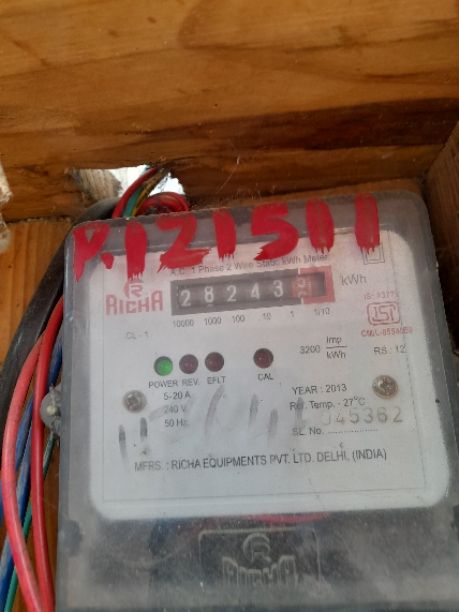 P.121511
A.C. 1 Phase 2 Wire Static kWh Meter
RICHA
28243
kWh
10000 1000 100 10 1 1/10
CL-1
3200 Imp/kWh
RS : 12
POWER REV. EFLT CAL
5-20 A
240 V
50 Hz.
YEAR : 2013
Ref. Temp. - 27°C
SL. No.
MFRS. : RICHA EQUIPMENTS PVT. LTD. DELHI. (INDIA)
RICHA